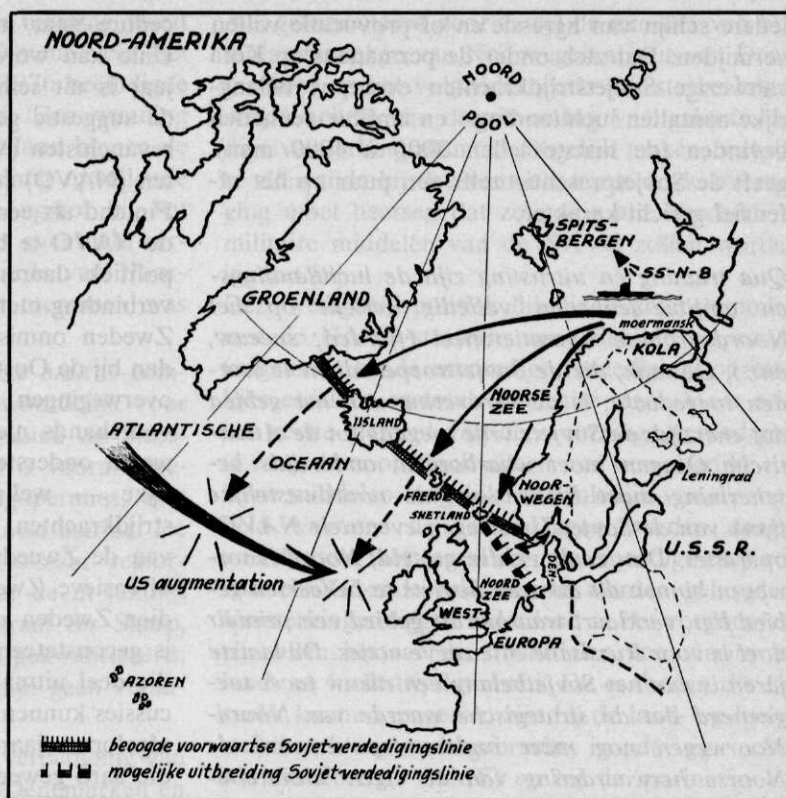 NOORD-AMERIKA
NOORD
POOL
SPITS-
BERGEN
SS-N-8
GROENLAND
moermansk
KOLA
NOORSE
ZEE
IJSLAND
ATLANTISCHE
OCEAAN
FAERÖE
SHETLAND
NOOR-
WEGEN
Leningrad
U.S.S.R.
DEN.
NOORD
ZEE
US augmentation
WEST
EUROPA
AZOREN
beoogde voorwaartse Sovjet-verdedigingslinie
mogelijke uitbreiding Sovjet-verdedigingslinie